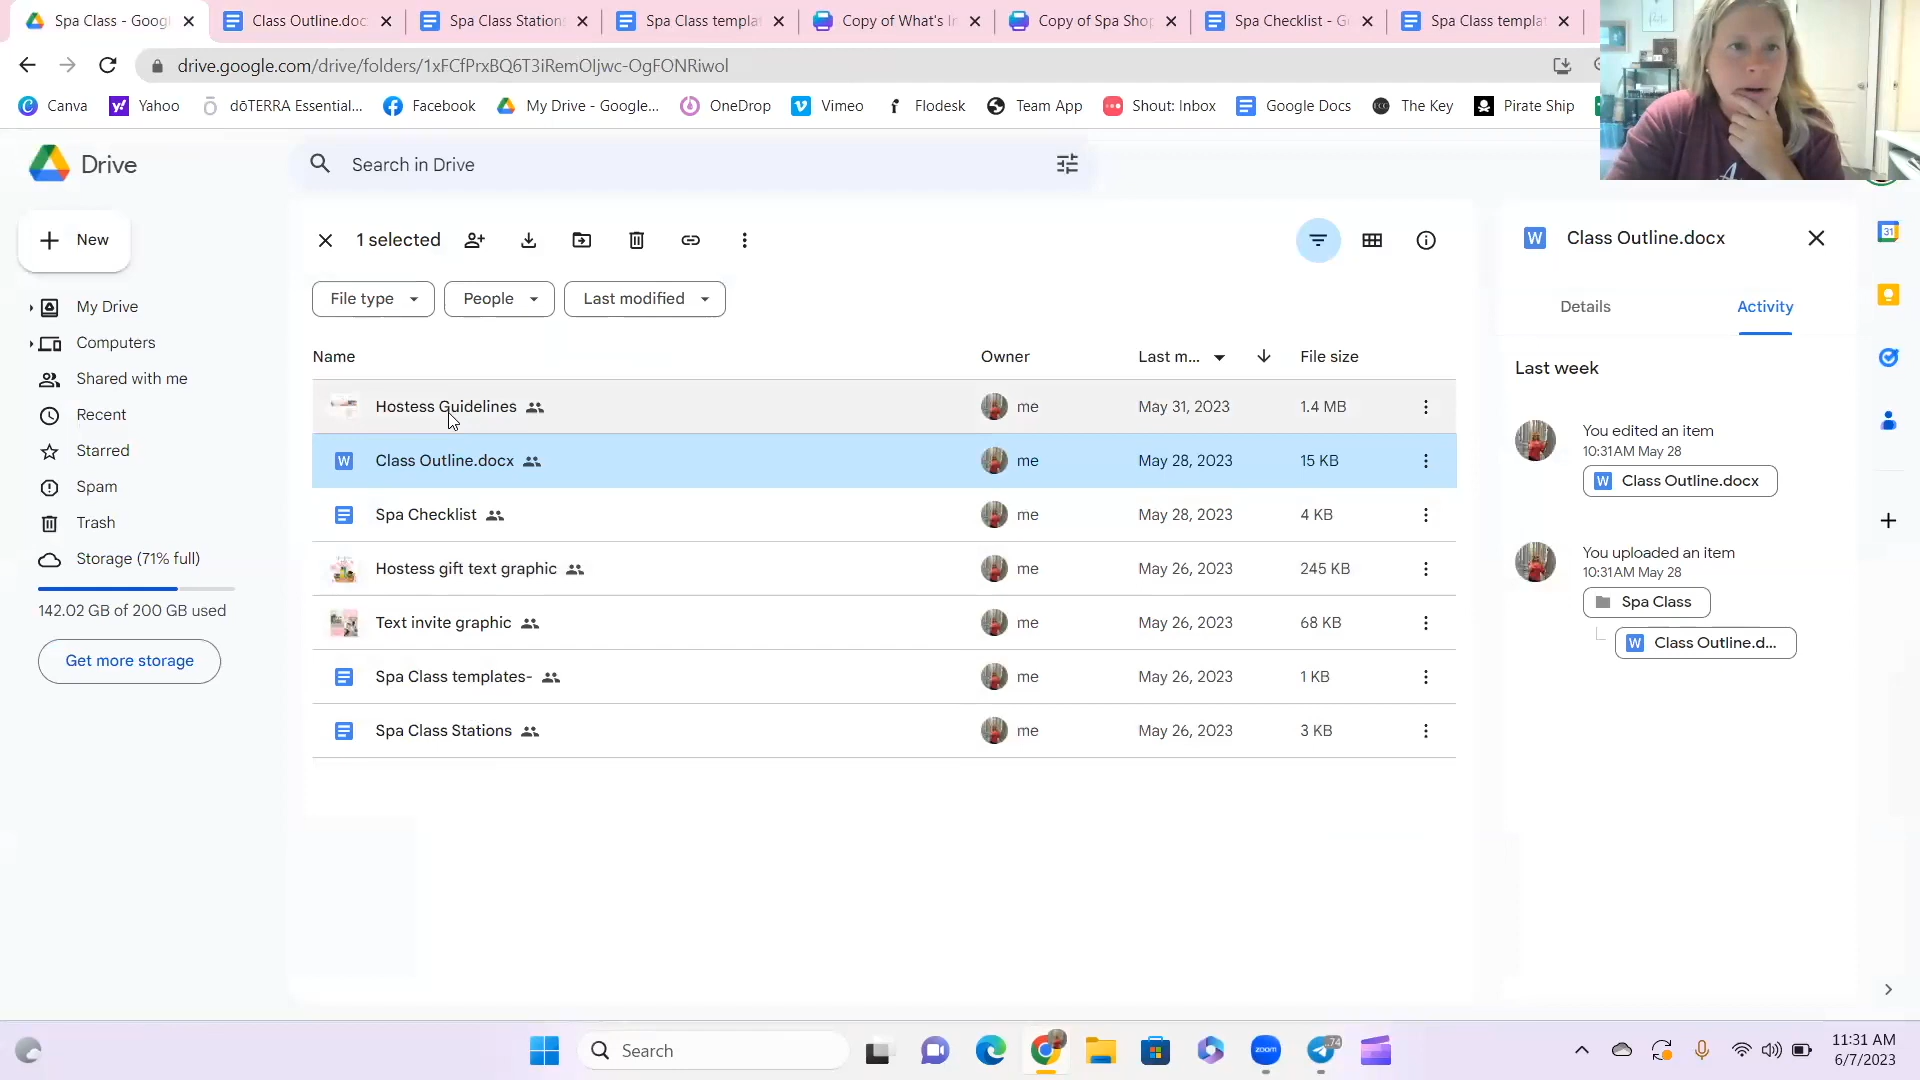 Spa Class - Googl
Class Outline.doc
Spa Class Station
Spa Class templa
Copy of What's I
Copy of Spa Shop
Spa Checklist - G
Spa Class templa
drive.google.com/drive/folders/1xFCfPrxBQ6T3iRemOljwc-OgFONRiwol
Canva
Yahoo
dōTERRA Essential...
Facebook
My Drive - Google...
OneDrop
Vimeo
Flodesk
Team App
Shout: Inbox
Google Docs
The Key
Pirate Ship
Drive
Search in Drive
New
My Drive
Computers
Shared with me
Recent
Starred
Spam
Trash
Storage (71% full)
142.02 GB of 200 GB used
Get more storage
1 selected
File type
People
Last modified
Name Owner Last m... File size
Hostess Guidelines me May 31, 2023 1.4 MB
Class Outline.docx me May 28, 2023 15 KB
Spa Checklist me May 28, 2023 4 KB
Hostess gift text graphic me May 26, 2023 245 KB
Text invite graphic me May 26, 2023 68 KB
Spa Class templates- me May 26, 2023 1 KB
Spa Class Stations me May 26, 2023 3 KB
Class Outline.docx
Details Activity
Last week
You edited an item
10:31 AM May 28
Class Outline.docx
You uploaded an item
10:31 AM May 28
Spa Class
Class Outline.d...
31
Search
zoom
74
11:31 AM
6/7/2023